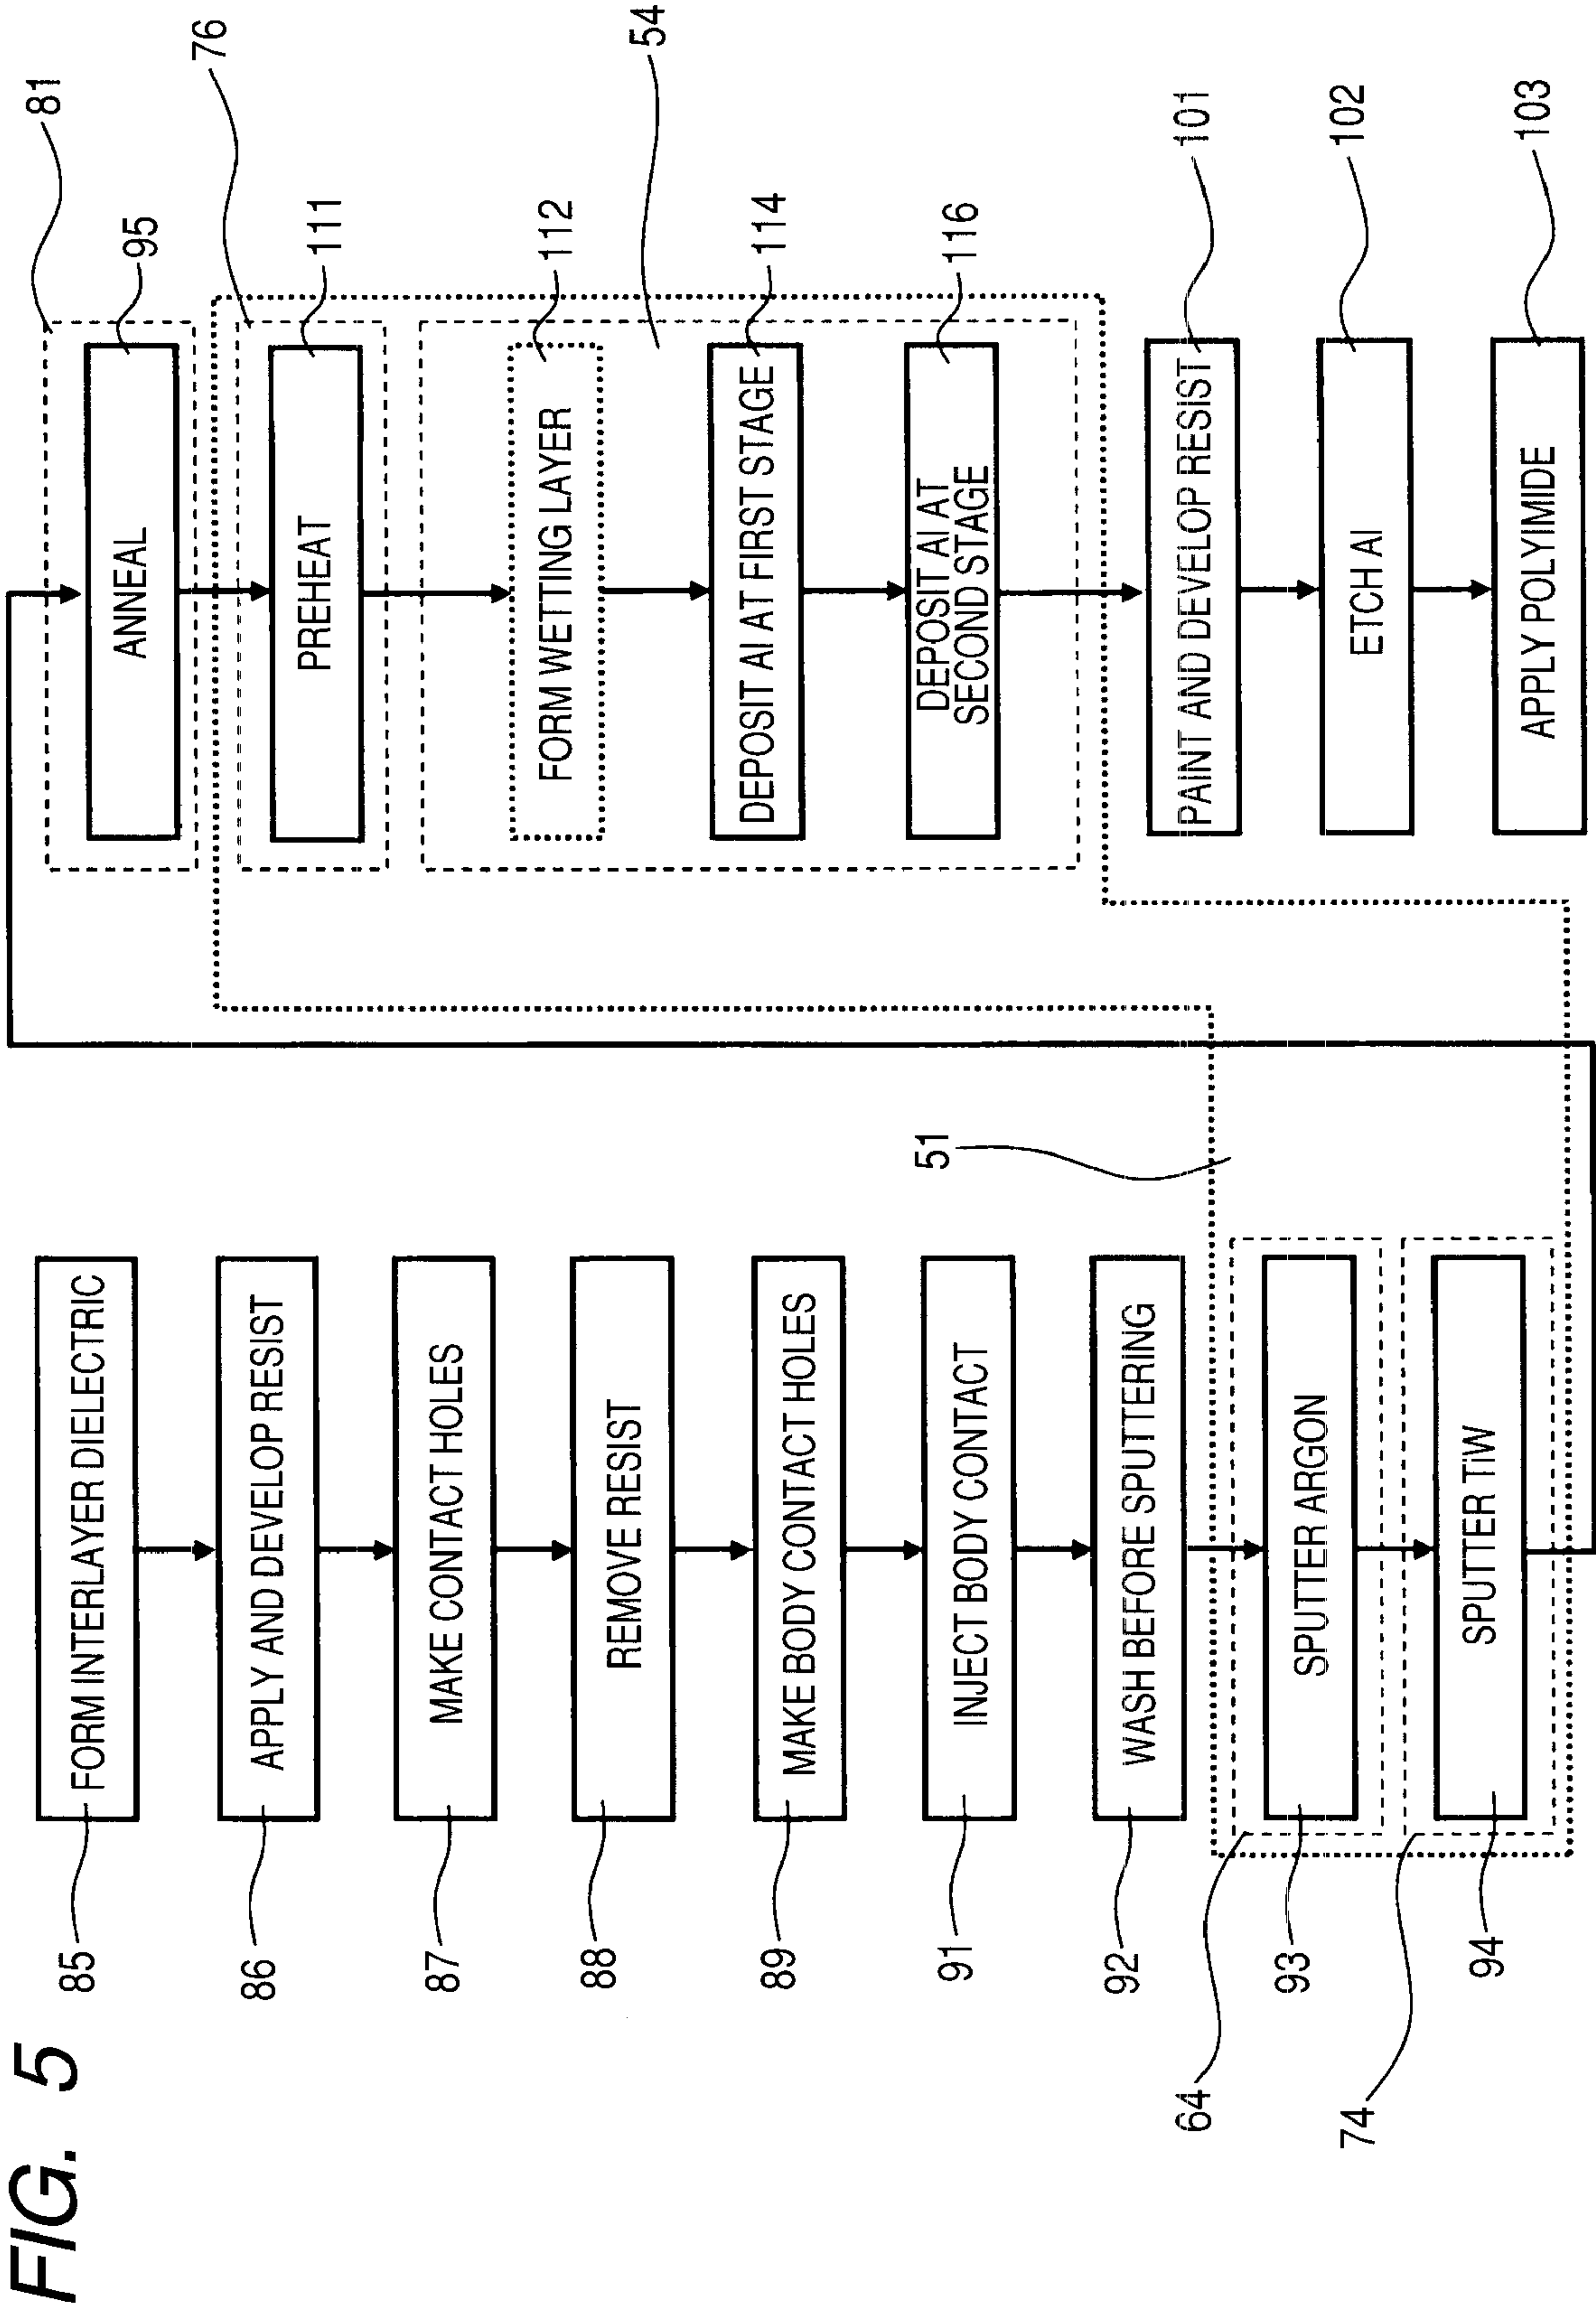 FIG. 5
85
FORM INTERLAYER DIELECTRIC
86
APPLY AND DEVELOP RESIST
87
MAKE CONTACT HOLES
88
REMOVE RESIST
89
MAKE BODY CONTACT HOLES
91
INJECT BODY CONTACT
92
WASH BEFORE SPUTTERING
51
64
93
SPUTTER ARGON
74
94
SPUTTER TiW
81
95
ANNEAL
76
111
PREHEAT
54
112
FORM WETTING LAYER
114
DEPOSIT Al AT FIRST STAGE
116
DEPOSIT Al AT
SECOND STAGE
101
PAINT AND DEVELOP RESIST
102
ETCH Al
103
APPLY POLYIMIDE